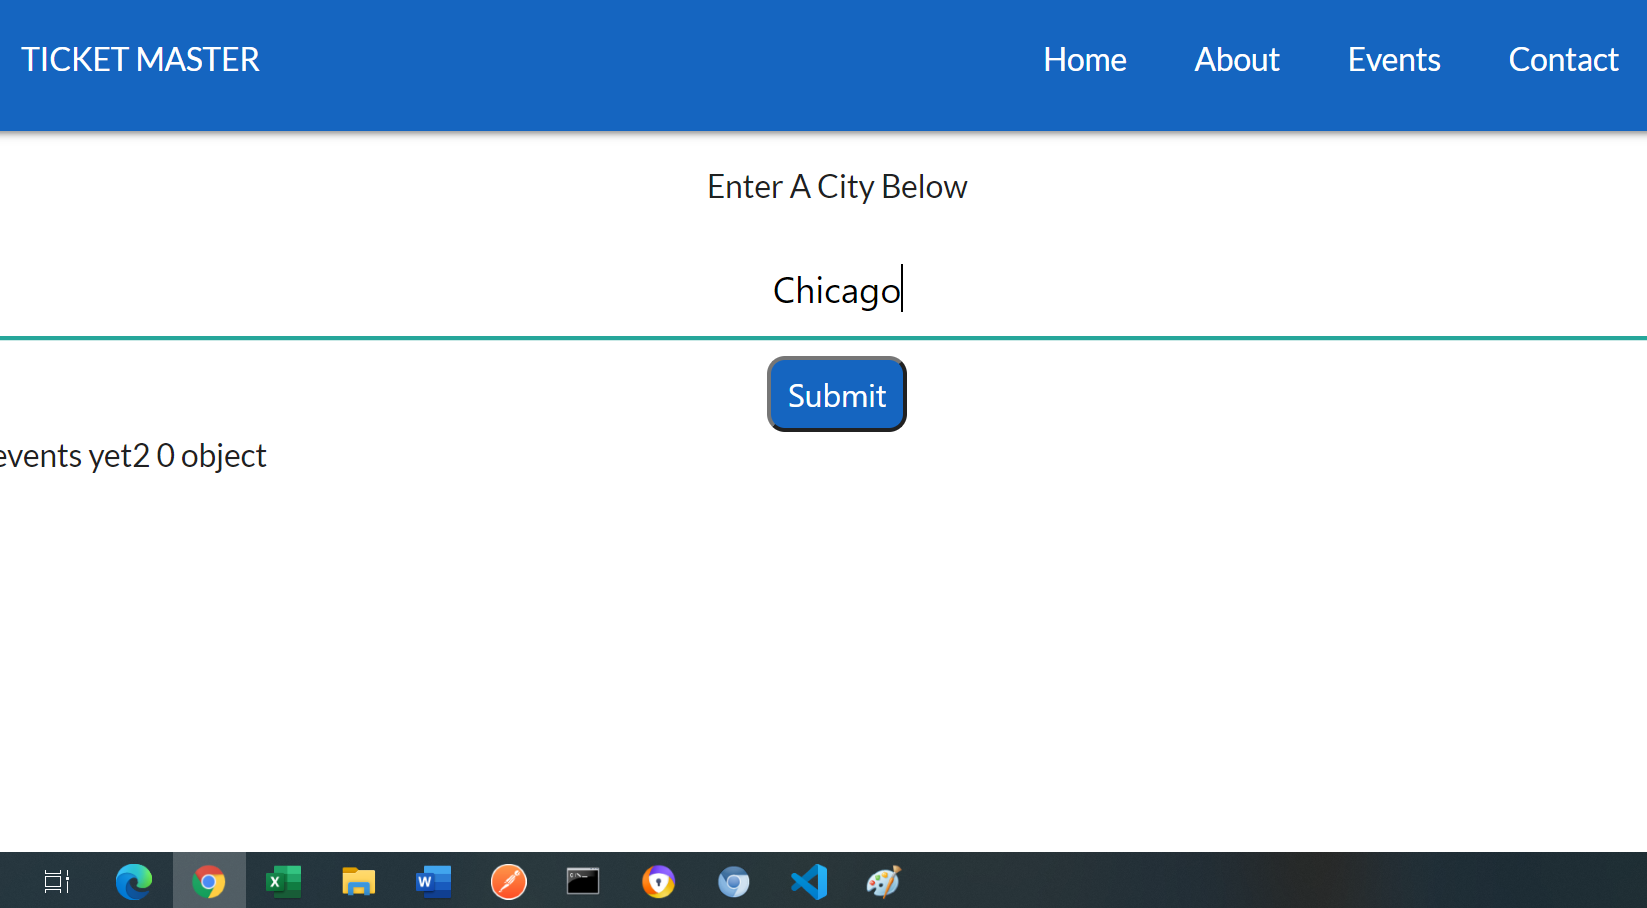 TICKET MASTER Home About Events Contact
Enter A City Below
Chicago
Submit
events yet2 0 object